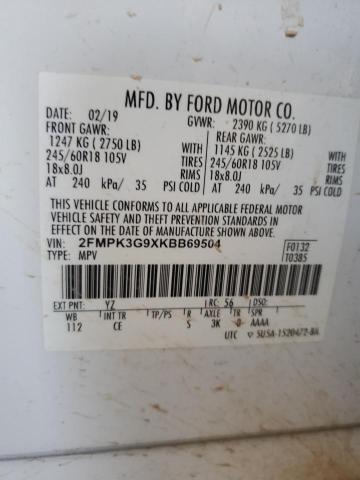 MFD. BY FORD MOTOR CO.
DATE: 02/19 GVWR: 2390 KG ( 5270 LB)
FRONT GAWR: REAR GAWR:
1247 KG ( 2750 LB) WITH 1145 KG ( 2525 LB) WITH
245/60R18 105V TIRES 245/60R18 105V TIRES
18x8.0J RIMS 18x8.0J RIMS
AT 240 kPa/ 35 PSI COLD AT 240 kPa/ 35 PSI COLD
THIS VEHICLE CONFORMS TO ALL APPLICABLE FEDERAL MOTOR
VEHICLE SAFETY AND THEFT PREVENTION STANDARDS IN
EFFECT ON THE DATE OF MANUFACTURE SHOWN ABOVE.
VIN: 2FMPK3G9XKBB69504 F0132
TYPE: MPV T0385
EXT PNT: YZ RC: 56 DSO:
WB INT TR TP/PS R AXLE TR SPR
112 CE S 3K AAAA
UTC 5U5A-1520472-BA